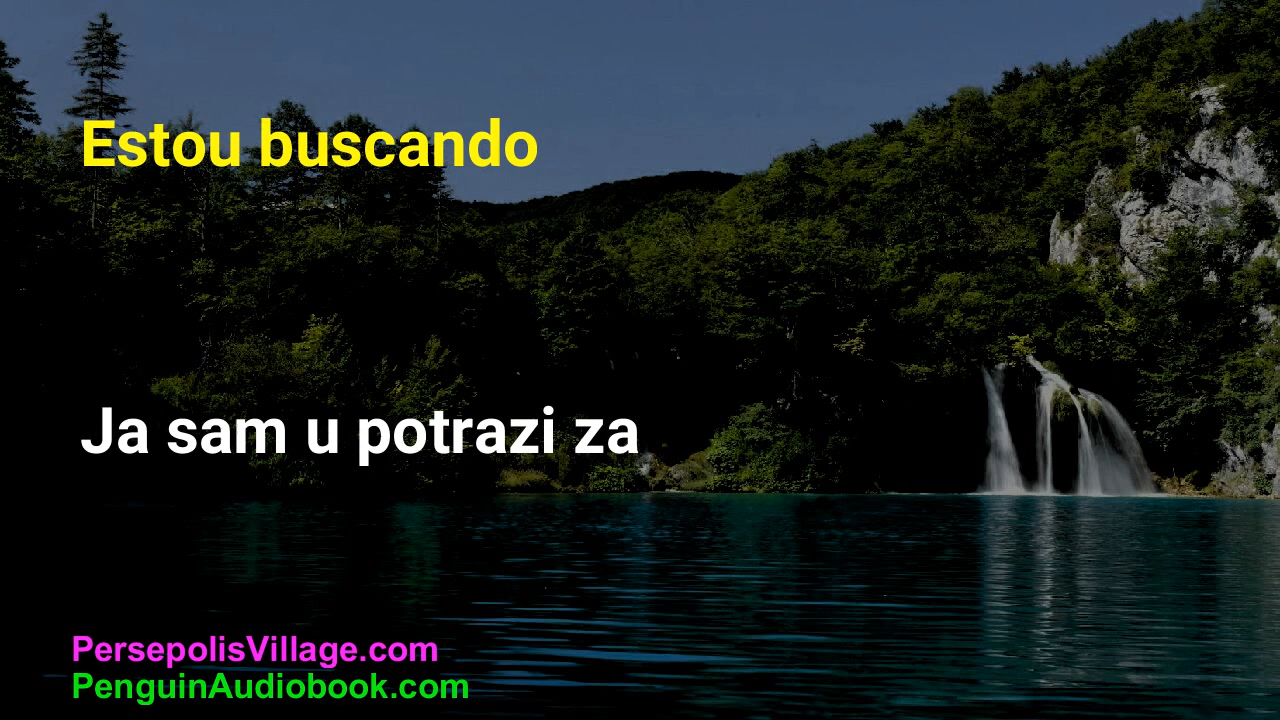 Estou buscando
Ja sam u potrazi za
PersepolisVillage.com
PenguinAudiobook.com